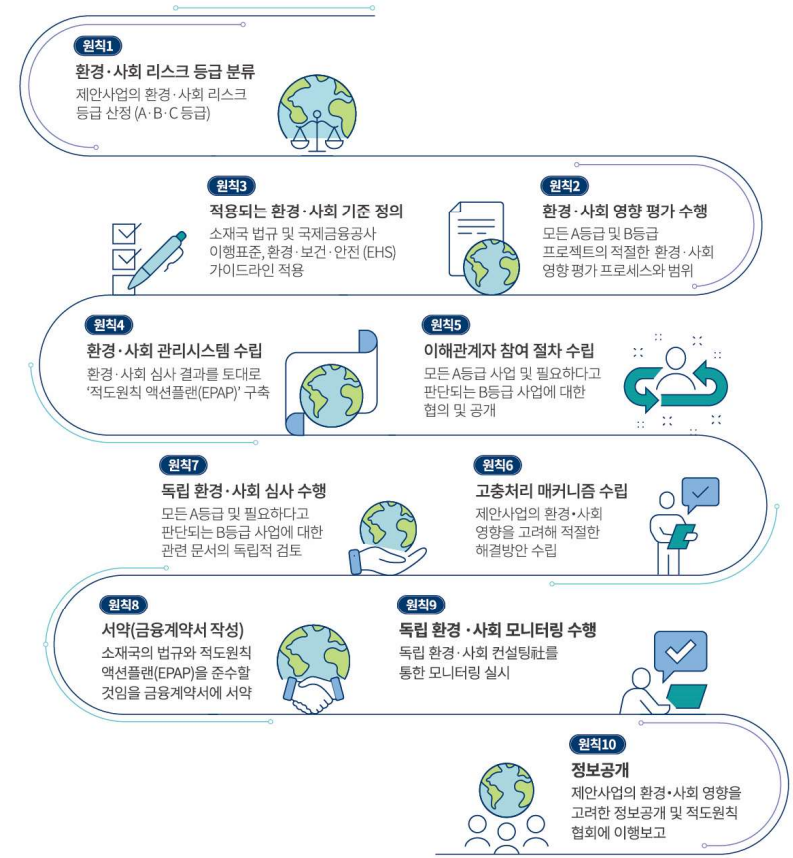 원칙1
환경·사회 리스크 등급 분류
제안사업의 환경·사회 리스크
등급 산정 (A·B·C 등급)
원칙2
환경·사회 영향 평가 수행
모든 A등급 및 B등급
프로젝트의 적절한 환경·사회
영향 평가 프로세스와 범위
원칙3
적용되는 환경·사회 기준 정의
소재국 법규 및 국제금융공사
이행표준, 환경·보건·안전 (EHS)
가이드라인 적용
원칙4
환경·사회 관리시스템 수립
환경·사회 심사 결과를 토대로
‘적도원칙 액션플랜(EPAP)’ 구축
원칙5
이해관계자 참여 절차 수립
모든 A등급 사업 및 필요하다고
판단되는 B등급 사업에 대한
협의 및 공개
원칙6
고충처리 매커니즘 수립
제안사업의 환경•사회
영향을 고려해 적절한
해결방안 수립
원칙7
독립 환경·사회 심사 수행
모든 A등급 및 필요하다고
판단되는 B등급 사업에 대한
관련 문서의 독립적 검토
원칙8
서약(금융계약서 작성)
소재국의 법규와 적도원칙
액션플랜(EPAP)을 준수할
것임을 금융계약서에 서약
원칙9
독립 환경·사회 모니터링 수행
독립 환경·사회 컨설팅社를
통한 모니터링 실시
원칙10
정보공개
제안사업의 환경•사회 영향을
고려한 정보공개 및 적도원칙
협회에 이행보고